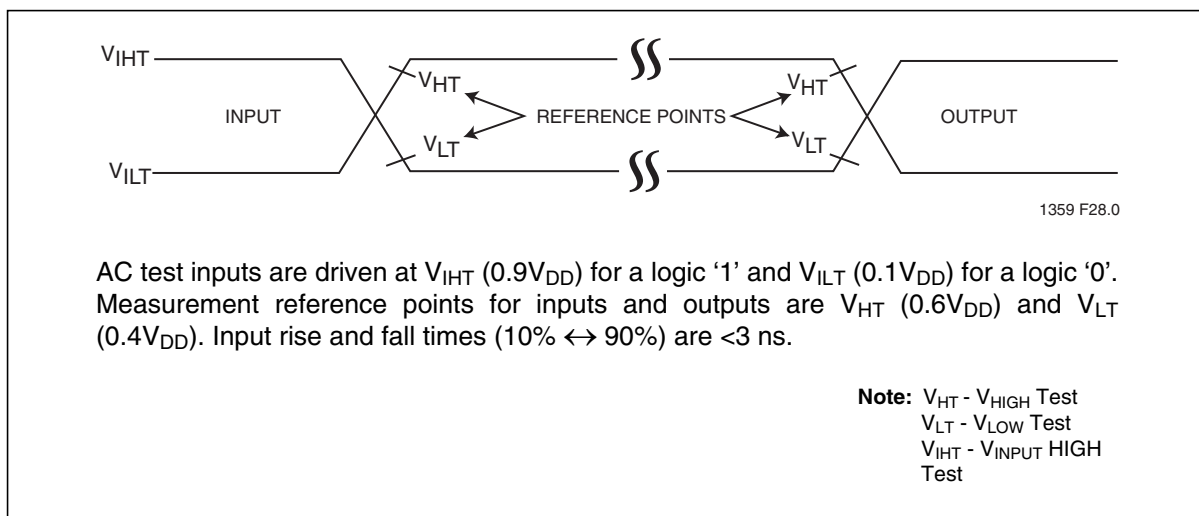 VIHT
VHT
VHT
INPUT
REFERENCE POINTS
OUTPUT
VLT
VLT
VILT
1359 F28.0
AC test inputs are driven at VIHT (0.9VDD) for a logic ‘1’ and VILT (0.1VDD) for a logic ‘0’.
Measurement reference points for inputs and outputs are VHT (0.6VDD) and VLT
(0.4VDD). Input rise and fall times (10% ↔ 90%) are <3 ns.
Note: VHT - VHIGH Test
VLT - VLOW Test
VIHT - VINPUT HIGH
Test